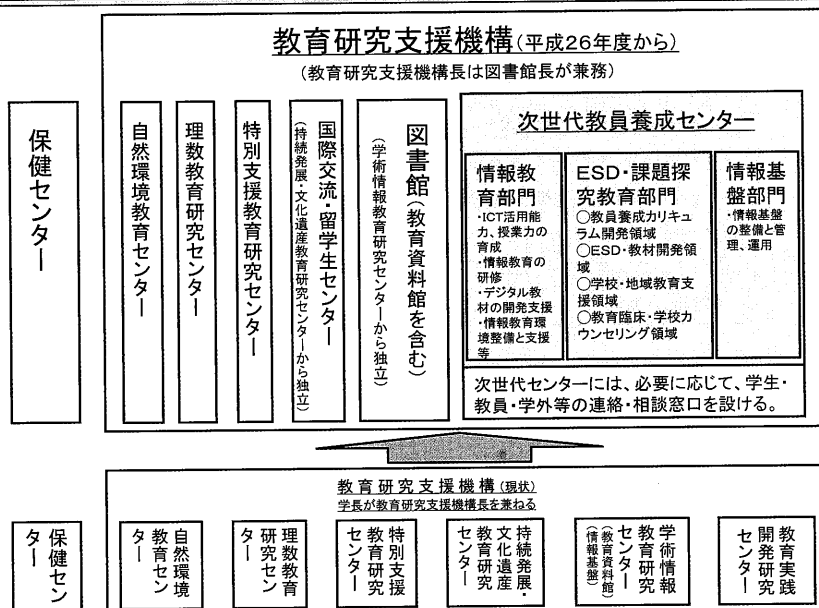 教育研究支援機構(平成26年度から)
(教育研究支援機構長は図書館長が兼務)
保健センター
自然環境教育センター
理数教育研究センター
特別支援教育研究センター
国際交流・留学生センター
(持続発展・文化遺産教育研究センターから独立)
図書館(教育資料館を含む)
(学術情報教育研究センターから独立)
次世代教員養成センター
情報教
育部門
・ICT活用能
力、授業力の
育成
・情報教育の
研修
・デジタル教
材の開発支援
・情報教育環
境整備と支援
等
ESD・課題探
究教育部門
○教員養成カリキュ
ラム開発領域
○ESD・教材開発領
域
○学校・地域教育支
援領域
○教育臨床・学校カ
ウンセリング領域
情報基
盤部門
・情報基盤
の整備と管
理、運用
次世代センターには、必要に応じて、学生・
教員・学外等の連絡・相談窓口を設ける。
教育研究支援機構(現状)
学長が教育研究支援機構長を兼ねる
保健セン
ター
自然環境
教育セン
ター
理数教育
研究セン
ター
特別支援
教育研究
センター
持続発展・
文化遺産
教育研究
センター
学術情報
教育研究
センター
(教育資料館)
(情報基盤)
教育実践
開発研究
センター